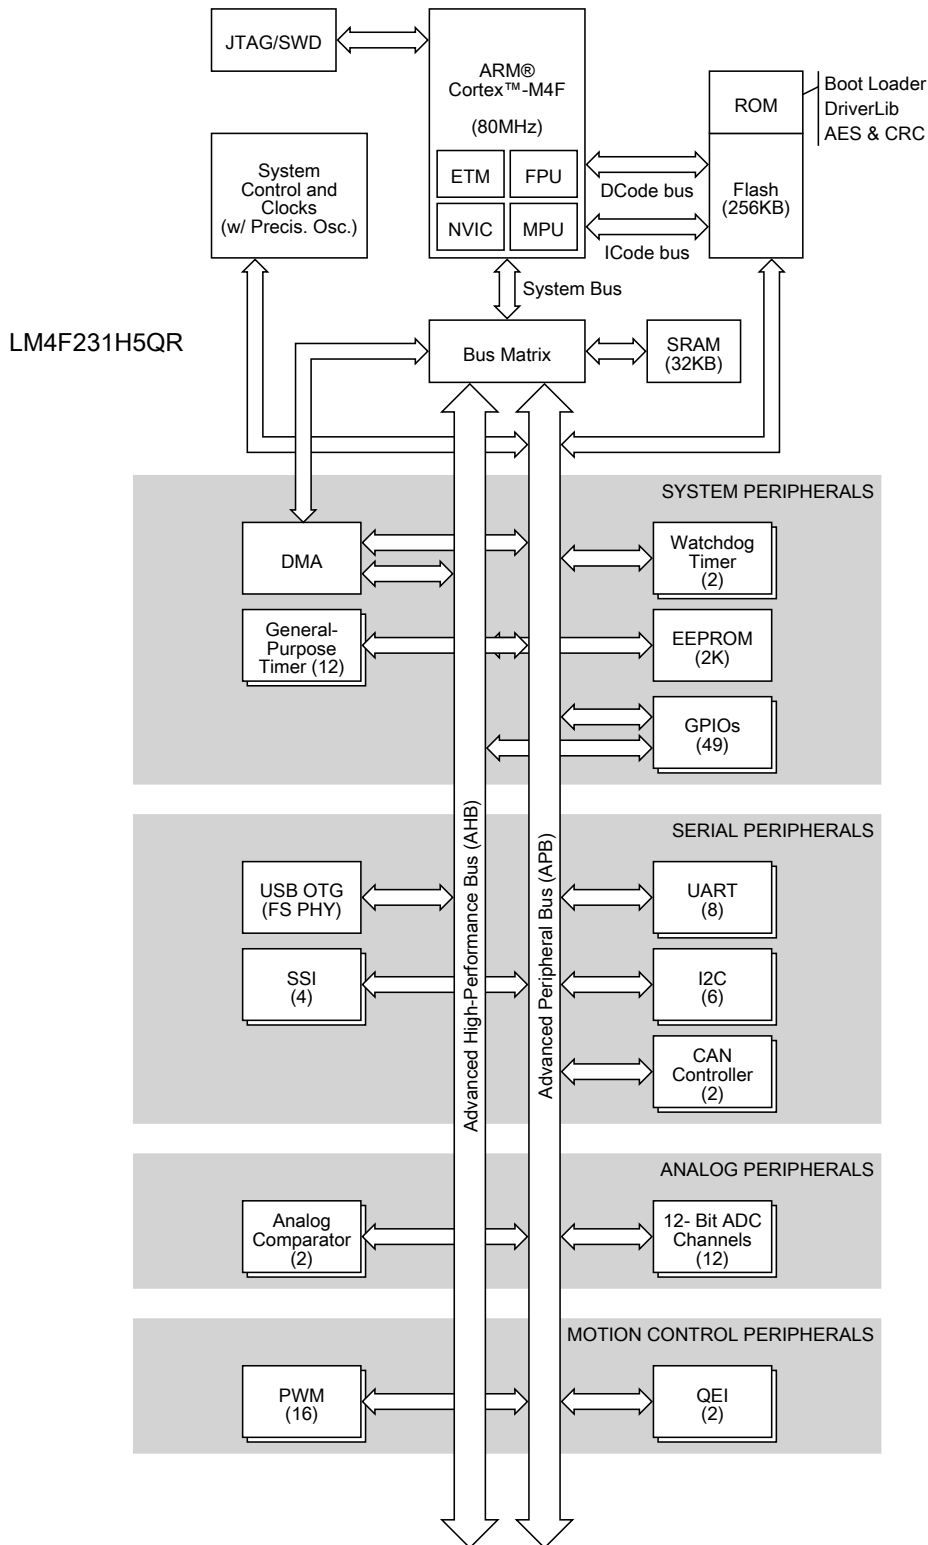 JTAG/SWD
ARM®
Cortex™-M4F
(80MHz)
ETM
FPU
NVIC
MPU
ROM
Boot Loader
DriverLib
AES & CRC
System
Control and
Clocks
(w/ Precis. Osc.)
DCode bus
Flash
(256KB)
ICode bus
System Bus
LM4F231H5QR
Bus Matrix
SRAM
(32KB)
SYSTEM PERIPHERALS
DMA
Watchdog
Timer
(2)
General-
Purpose
Timer (12)
EEPROM
(2K)
GPIOs
(49)
Advanced High-Performance Bus (AHB)
Advanced Peripheral Bus (APB)
SERIAL PERIPHERALS
USB OTG
(FS PHY)
UART
(8)
SSI
(4)
I2C
(6)
CAN
Controller
(2)
ANALOG PERIPHERALS
Analog
Comparator
(2)
12- Bit ADC
Channels
(12)
MOTION CONTROL PERIPHERALS
PWM
(16)
QEI
(2)